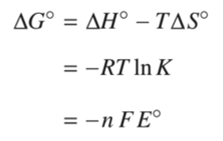 ΔG° = ΔH° − TΔS°
= −RT ln K
= −n F E°